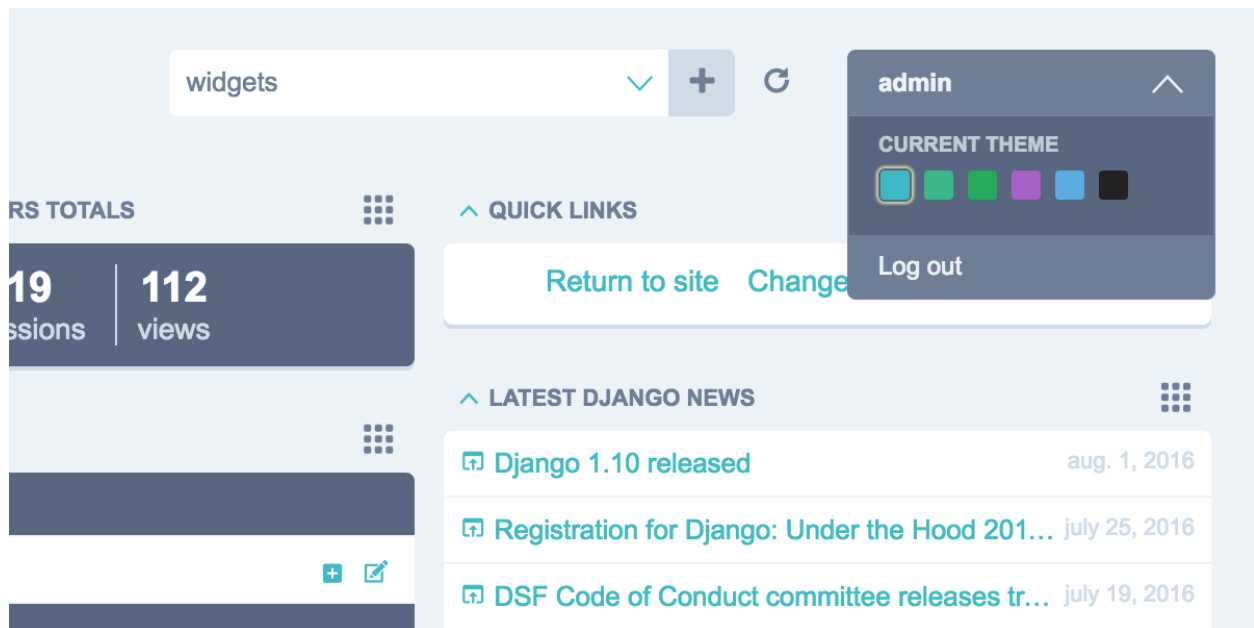 widgets
admin
CURRENT THEME
Log out
RS TOTALS
19
ssions
112
views
QUICK LINKS
Return to site Change
LATEST DJANGO NEWS
Django 1.10 released aug. 1, 2016
Registration for Django: Under the Hood 201... july 25, 2016
DSF Code of Conduct committee releases tr... july 19, 2016